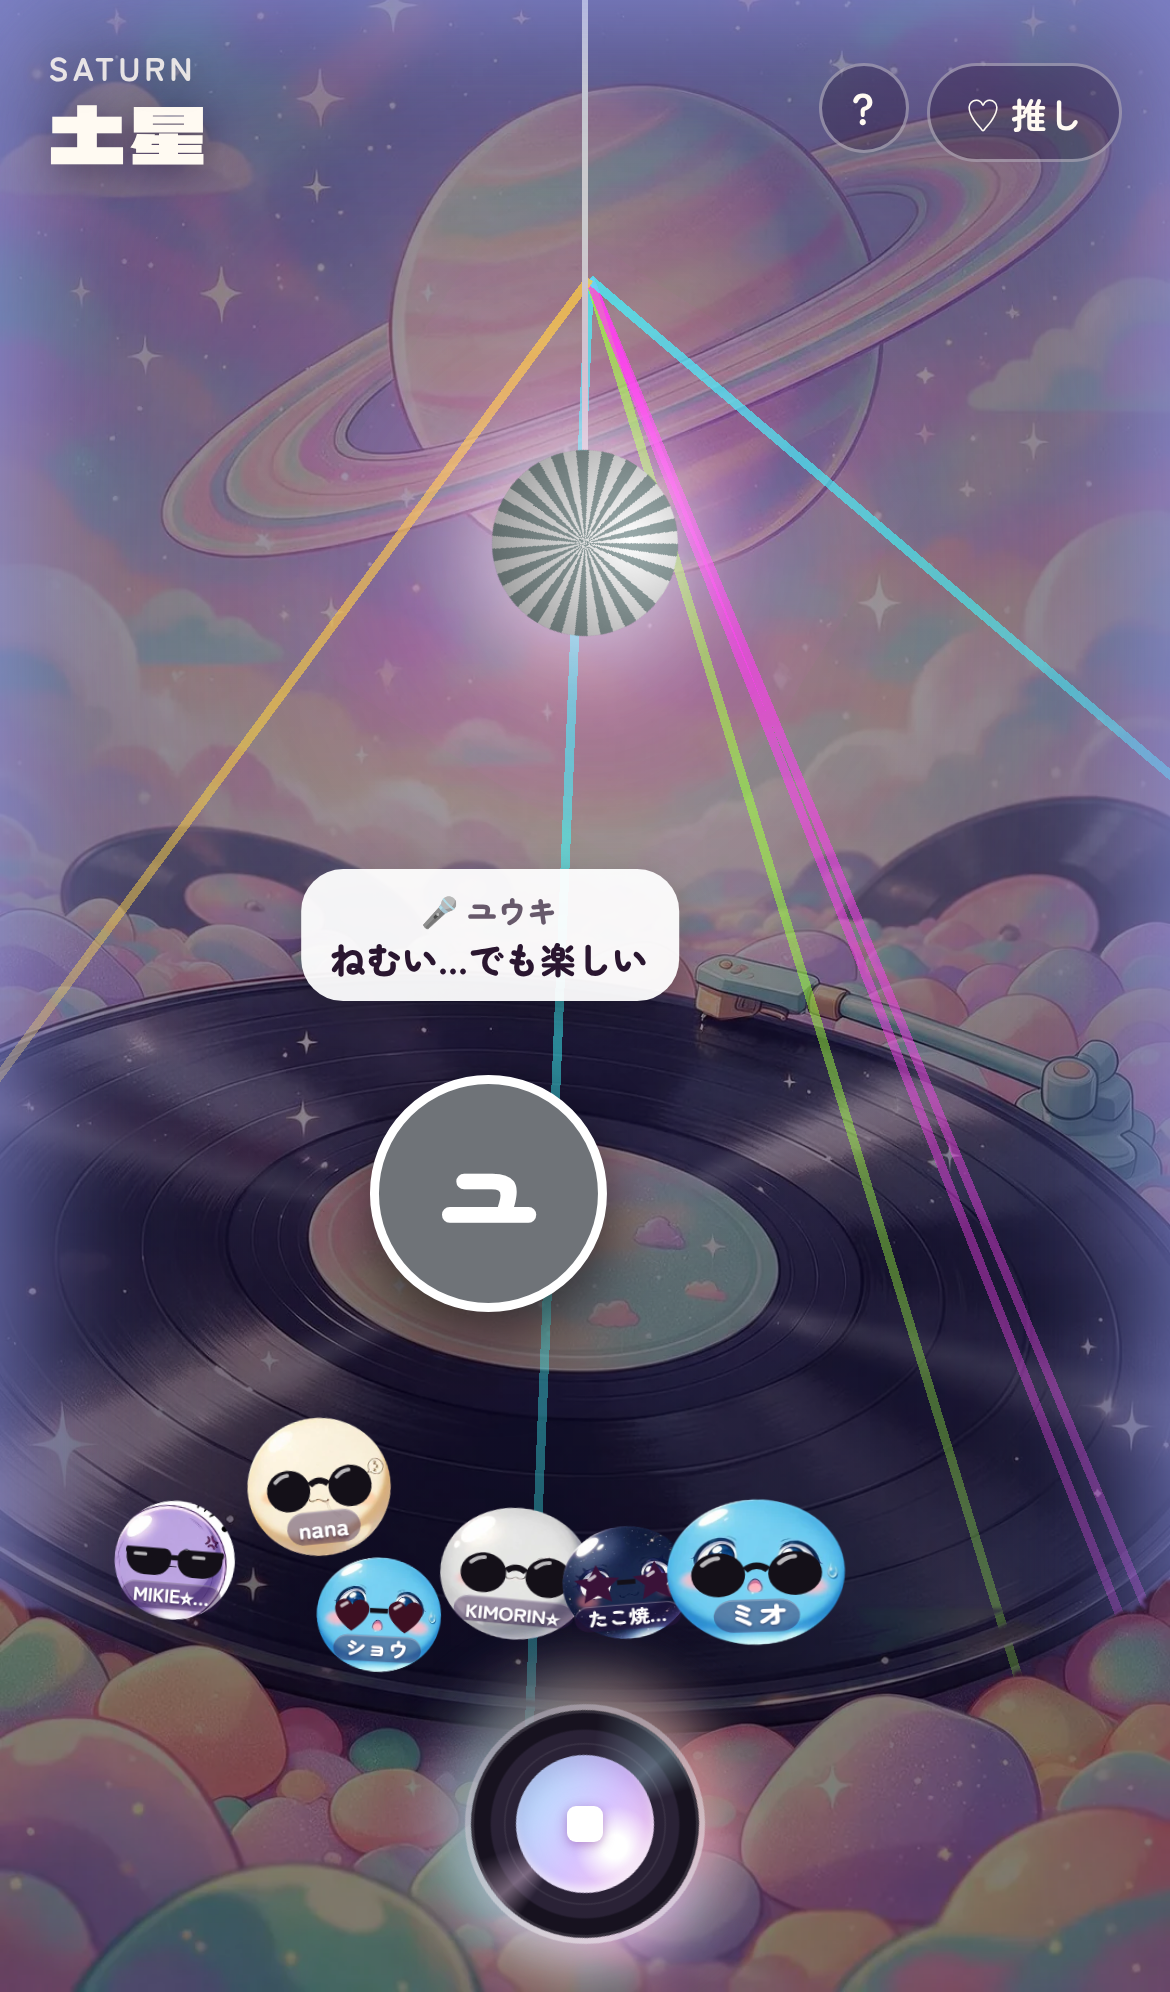 SATURN
土星
?
♡ 推し
🎤 ユウキ
ねむい...でも楽しい
ユ
nana
MIKIE☆...
KIMORIN☆
たこ焼...
ミオ
ショウ